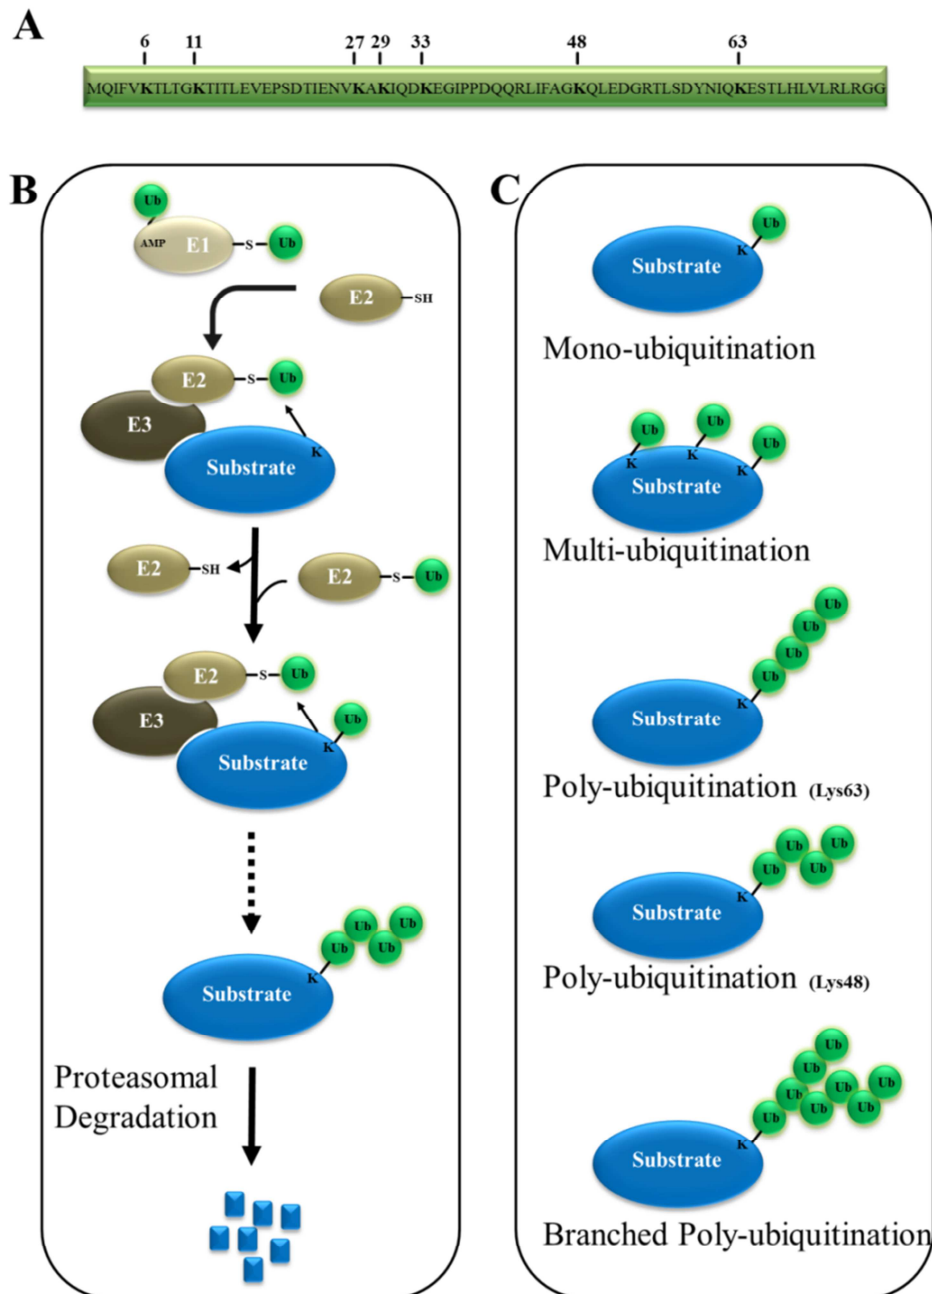 A
6 11 27 29 33 48 63
MQIFVKTLTGKTITLEVEPSDTIENVKAKIQDKEGIPPDQQRLIFAGKQLEDGRTLSDYNIQKESTLHLVLRLRGG
B
Ub
AMP E1 S Ub
E2 SH
E2 S Ub
E3
Substrate K
E2 SH
E2 S Ub
E2 S Ub
E3
Ub
K
Substrate
Ub Ub Ub Ub
K
Substrate
Proteasomal
Degradation
C
Ub
K
Substrate
Mono-ubiquitination
Ub Ub Ub
K K K
Substrate
Multi-ubiquitination
Ub
Ub
Ub
Ub
K
Substrate
Poly-ubiquitination (Lys63)
Ub Ub
Ub Ub
K
Substrate
Poly-ubiquitination (Lys48)
Ub
Ub
Ub Ub Ub
Ub Ub Ub
K
Substrate
Branched Poly-ubiquitination